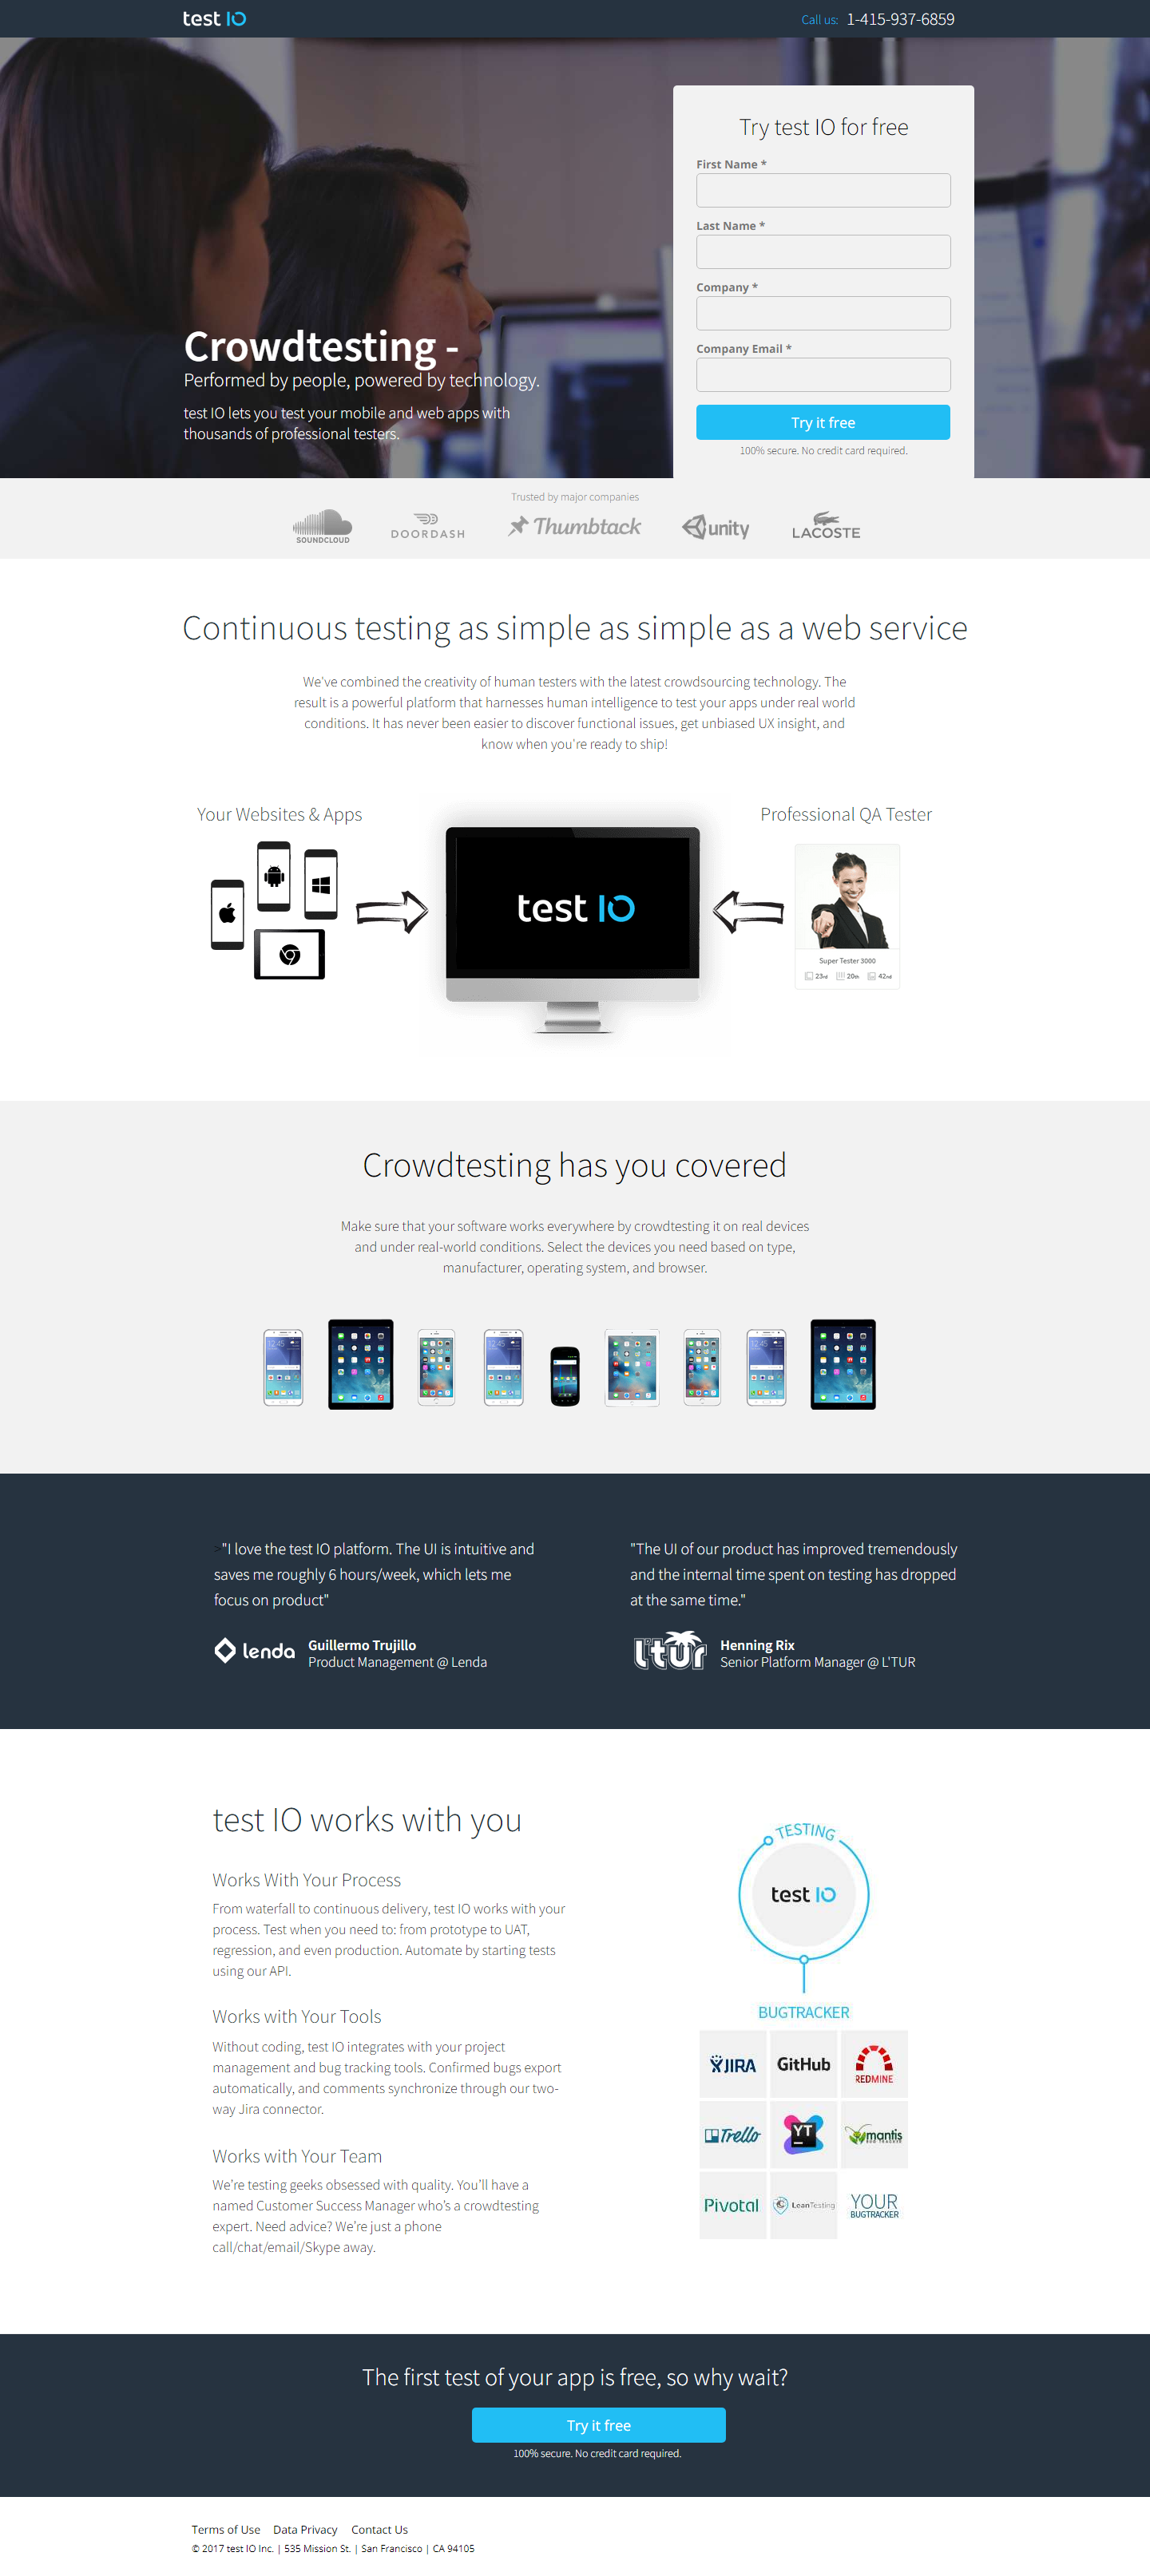 test IO
Call us: 1-415-937-6859
Try test IO for free
First Name *
Last Name *
Company *
Company Email *
Try it free
100% secure. No credit card required.
Crowdtesting -
Performed by people, powered by technology.
test IO lets you test your mobile and web apps with
thousands of professional testers.
Trusted by major companies
SOUNDCLOUD
DOORDASH
Thumbtack
unity
LACOSTE
Continuous testing as simple as simple as a web service
We've combined the creativity of human testers with the latest crowdsourcing technology. The
result is a powerful platform that harnesses human intelligence to test your apps under real world
conditions. It has never been easier to discover functional issues, get unbiased UX insight, and
know when you're ready to ship!
Your Websites & Apps
test IO
Professional QA Tester
Super Tester 3000
23rd 20th 42nd
Crowdtesting has you covered
Make sure that your software works everywhere by crowdtesting it on real devices
and under real-world conditions. Select the devices you need based on type,
manufacturer, operating system, and browser.
>"I love the test IO platform. The UI is intuitive and
saves me roughly 6 hours/week, which lets me
focus on product"
lenda
Guillermo Trujillo
Product Management @ Lenda
"The UI of our product has improved tremendously
and the internal time spent on testing has dropped
at the same time."
l'tur
Henning Rix
Senior Platform Manager @ L'TUR
test IO works with you
Works With Your Process
From waterfall to continuous delivery, test IO works with your
process. Test when you need to: from prototype to UAT,
regression, and even production. Automate by starting tests
using our API.
Works with Your Tools
Without coding, test IO integrates with your project
management and bug tracking tools. Confirmed bugs export
automatically, and comments synchronize through our two-
way Jira connector.
Works with Your Team
We're testing geeks obsessed with quality. You'll have a
named Customer Success Manager who's a crowdtesting
expert. Need advice? We're just a phone
call/chat/email/Skype away.
TESTING
test IO
BUGTRACKER
JIRA
GitHub
REDMINE
Trello
YT
mantis
BUG TRACKER
Pivotal
LeanTesting
YOUR
BUGTRACKER
The first test of your app is free, so why wait?
Try it free
100% secure. No credit card required.
Terms of Use Data Privacy Contact Us
© 2017 test IO Inc. | 535 Mission St. | San Francisco | CA 94105